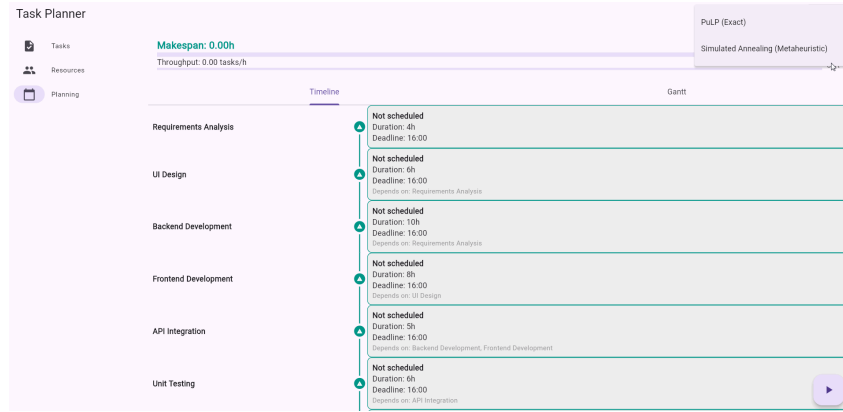 Task Planner
PuLP (Exact)
Simulated Annealing (Metaheuristic)
Tasks
Resources
Planning
Makespan: 0.00h
Throughput: 0.00 tasks/h
Timeline
Gantt
Requirements Analysis
Not scheduled
Duration: 4h
Deadline: 16:00
UI Design
Not scheduled
Duration: 6h
Deadline: 16:00
Depends on: Requirements Analysis
Backend Development
Not scheduled
Duration: 10h
Deadline: 16:00
Depends on: Requirements Analysis
Frontend Development
Not scheduled
Duration: 8h
Deadline: 16:00
Depends on: UI Design
API Integration
Not scheduled
Duration: 5h
Deadline: 16:00
Depends on: Backend Development, Frontend Development
Unit Testing
Not scheduled
Duration: 6h
Deadline: 16:00
Depends on: API Integration